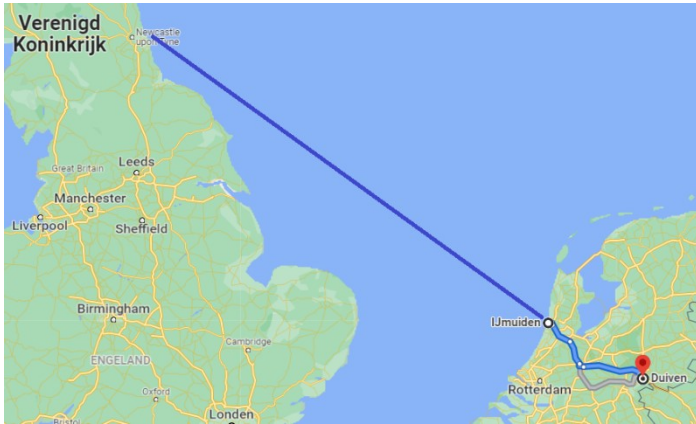 Verenigd
Koninkrijk
Newcastle
upon Tyne
Great Britain
Leeds
Manchester
Liverpool
Sheffield
Birmingham
ENGELAND
Cambridge
Oxford
Londen
Bristol
IJmuiden
Rotterdam
Duiven